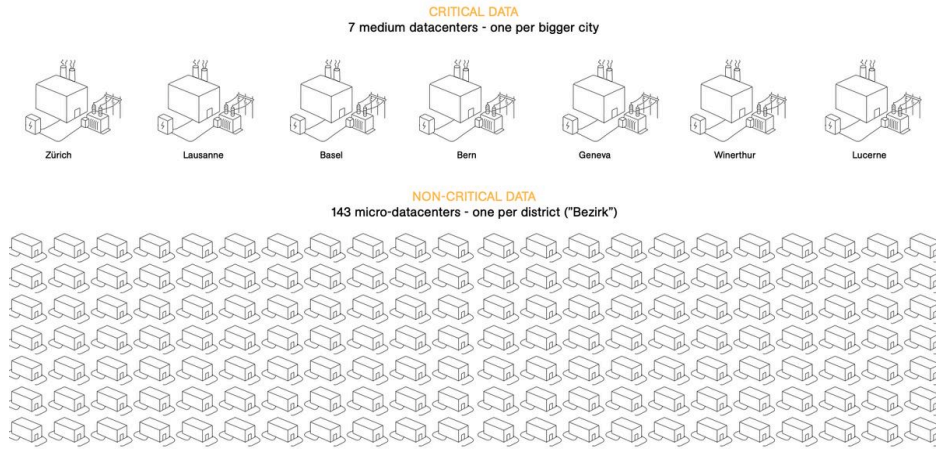 CRITICAL DATA
7 medium datacenters - one per bigger city
Zürich Lausanne Basel Bern Geneva Winerthur Lucerne
NON-CRITICAL DATA
143 micro-datacenters - one per district ("Bezirk")